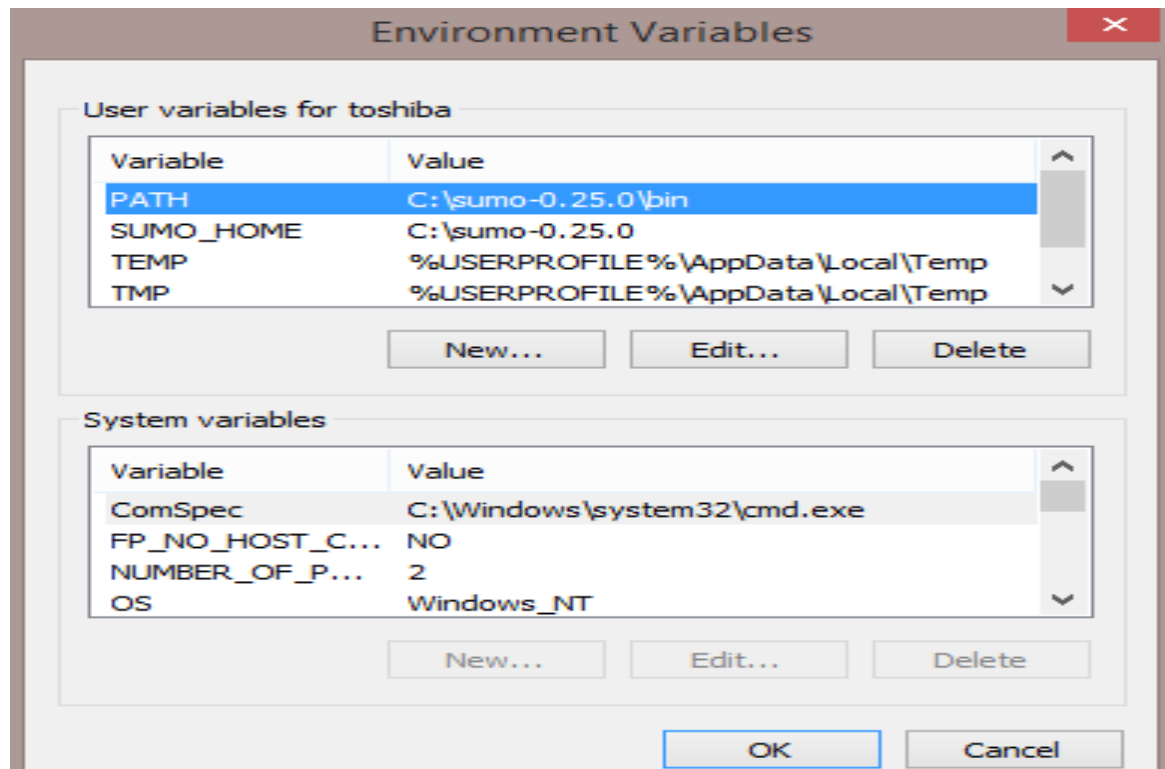 Environment Variables
User variables for toshiba
Variable Value
PATH C:\sumo-0.25.0\bin
SUMO_HOME C:\sumo-0.25.0
TEMP %USERPROFILE%\AppData\Local\Temp
TMP %USERPROFILE%\AppData\Local\Temp
New... Edit... Delete
System variables
Variable Value
ComSpec C:\Windows\system32\cmd.exe
FP_NO_HOST_C... NO
NUMBER_OF_P... 2
OS Windows_NT
New... Edit... Delete
OK Cancel